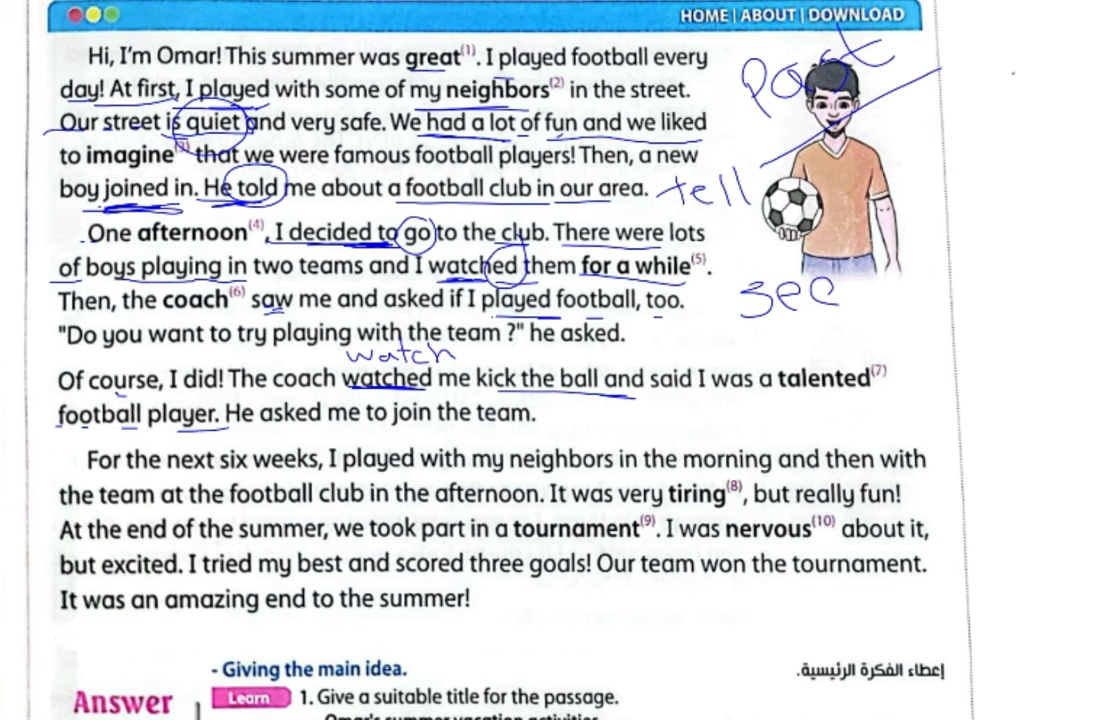 HOME | ABOUT | DOWNLOAD
Hi, I'm Omar! This summer was great(1). I played football every
day! At first, I played with some of my neighbors(2) in the street.
Our street is quiet and very safe. We had a lot of fun and we liked
to imagine(3) that we were famous football players! Then, a new
boy joined in. He told me about a football club in our area.
One afternoon(4), I decided to go to the club. There were lots
of boys playing in two teams and I watched them for a while(5).
Then, the coach(6) saw me and asked if I played football, too.
"Do you want to try playing with the team ?" he asked.
Of course, I did! The coach watched me kick the ball and said I was a talented(7)
football player. He asked me to join the team.
For the next six weeks, I played with my neighbors in the morning and then with
the team at the football club in the afternoon. It was very tiring(8), but really fun!
At the end of the summer, we took part in a tournament(9). I was nervous(10) about it,
but excited. I tried my best and scored three goals! Our team won the tournament.
It was an amazing end to the summer!
past
tell
see
watch
- Giving the main idea.
إعطاء الفكرة الرئيسية.
Answer
Learn
1. Give a suitable title for the passage.
Omar's summer vacation activities